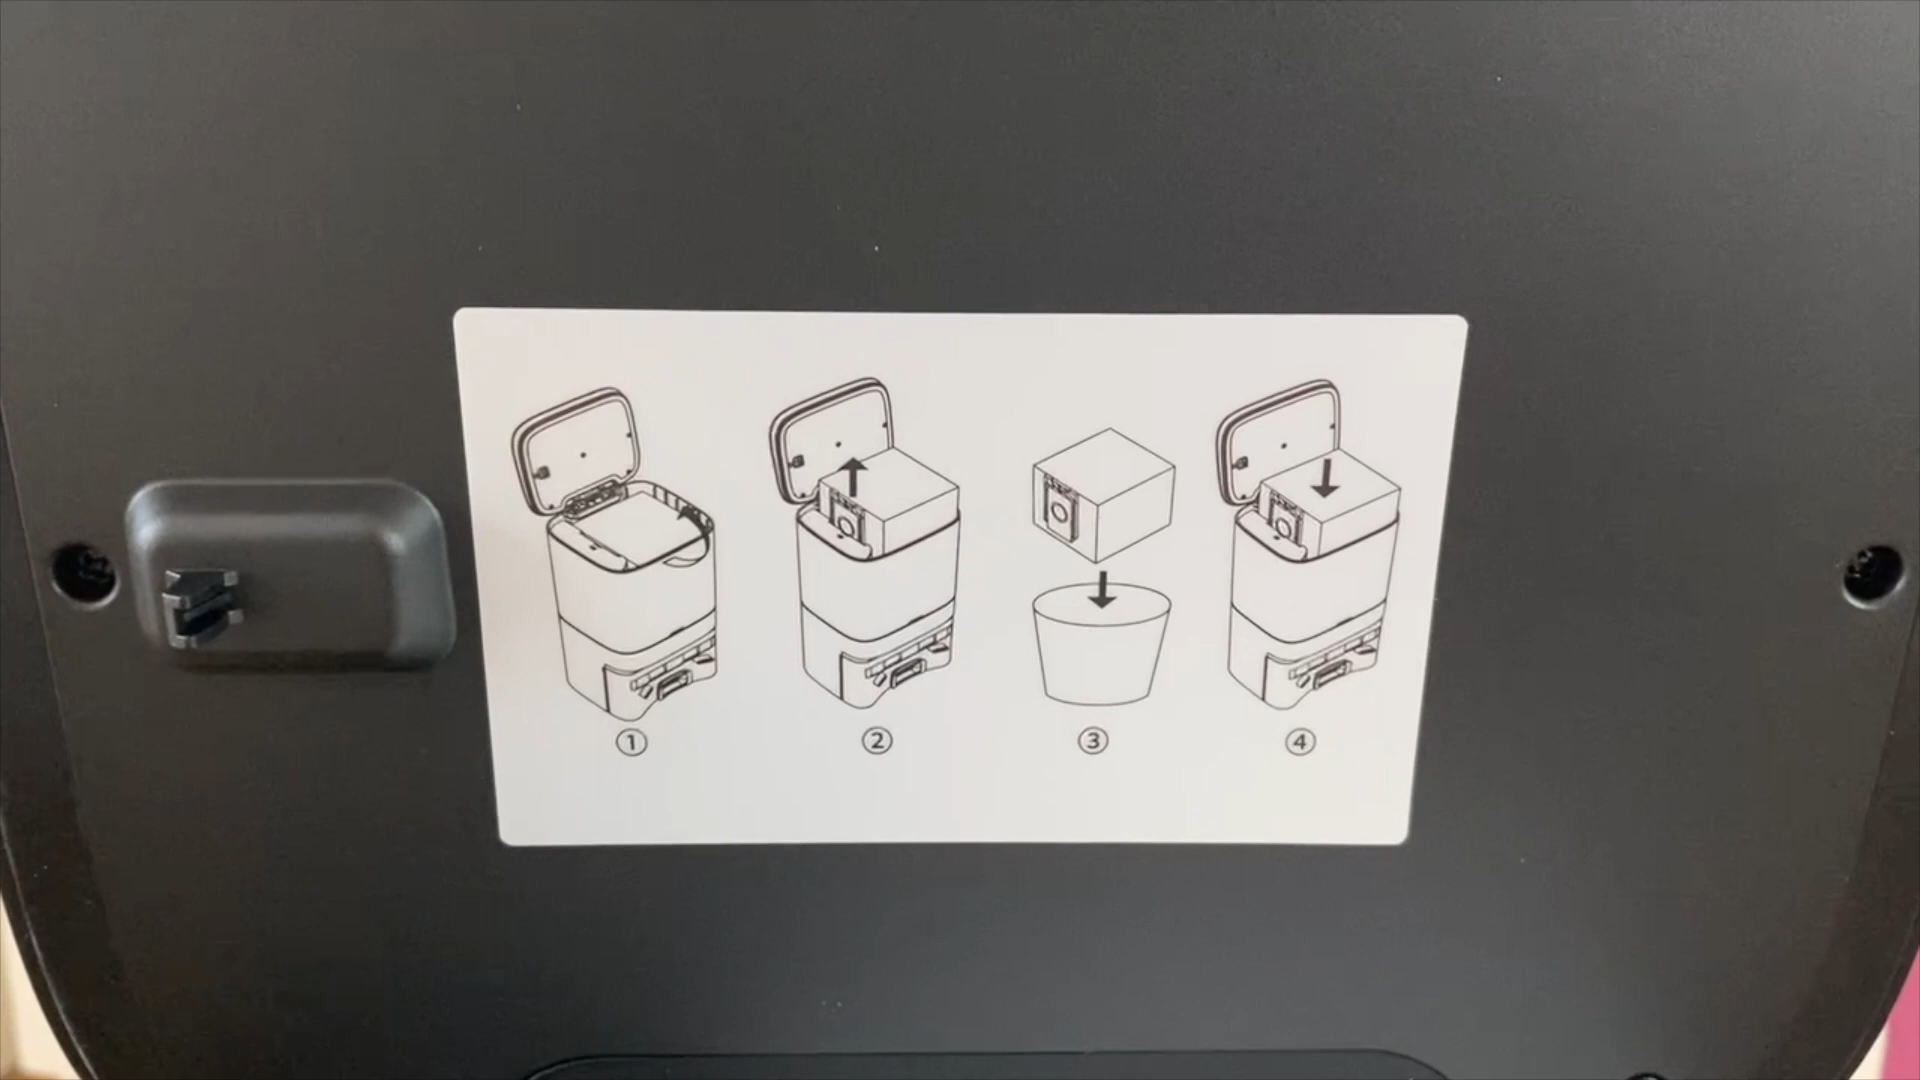 ① ② ③ ④